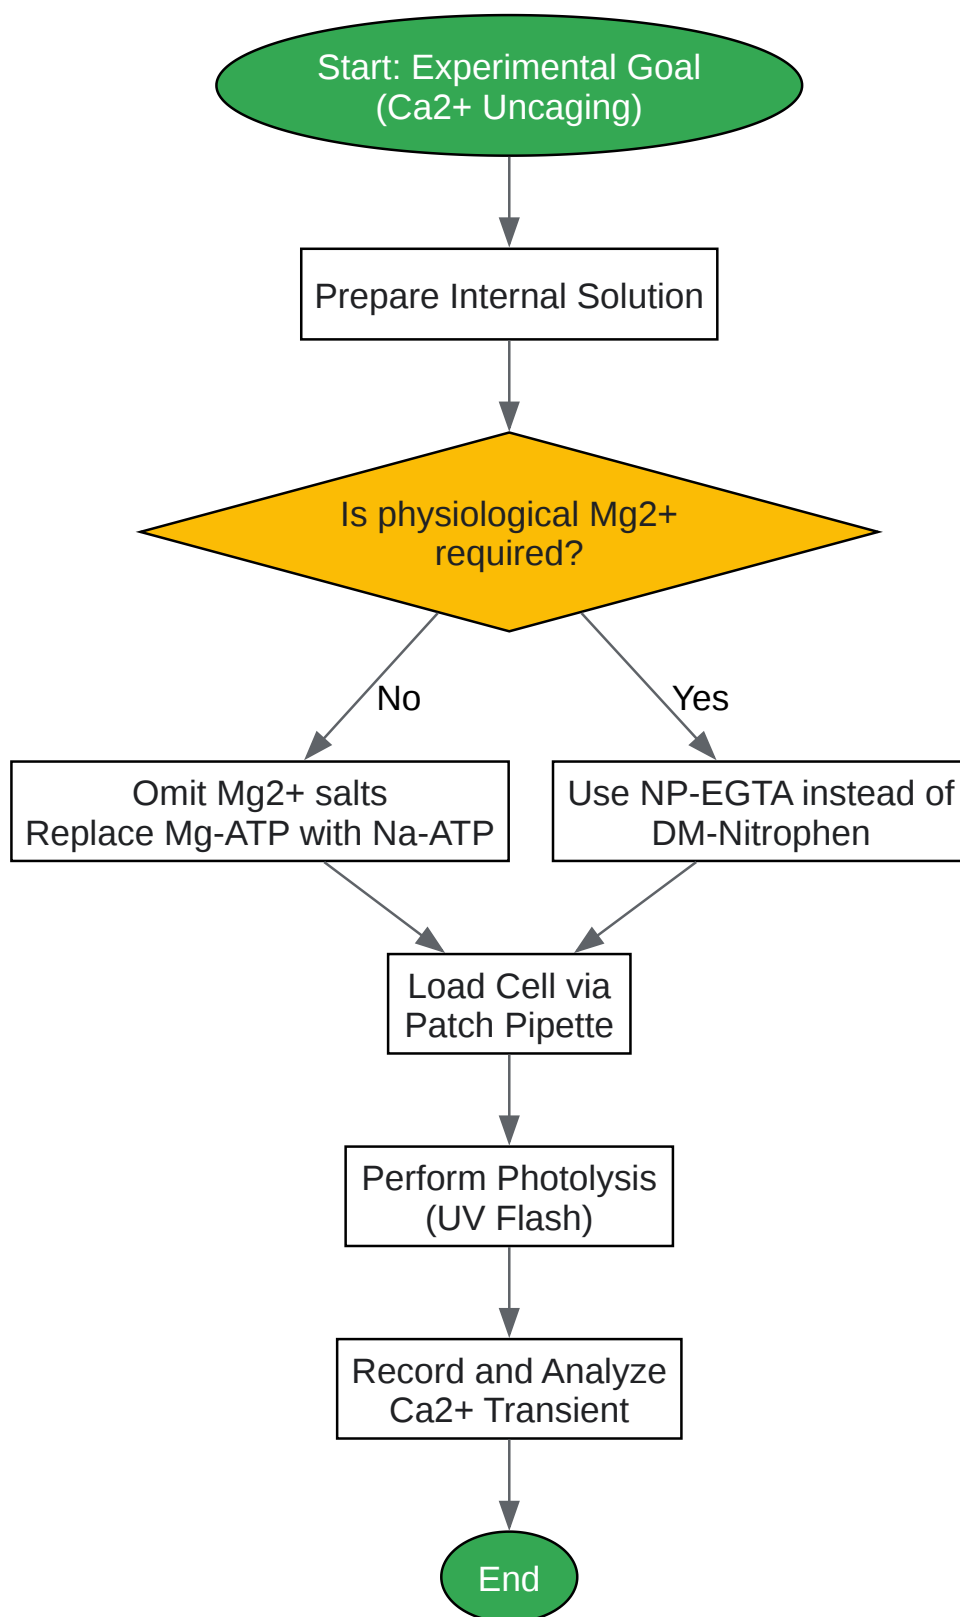 Start: Experimental Goal
(Ca2+ Uncaging)
Prepare Internal Solution
Is physiological Mg2+
required?
No
Yes
Omit Mg2+ salts
Replace Mg-ATP with Na-ATP
Use NP-EGTA instead of
DM-Nitrophen
Load Cell via
Patch Pipette
Perform Photolysis
(UV Flash)
Record and Analyze
Ca2+ Transient
End